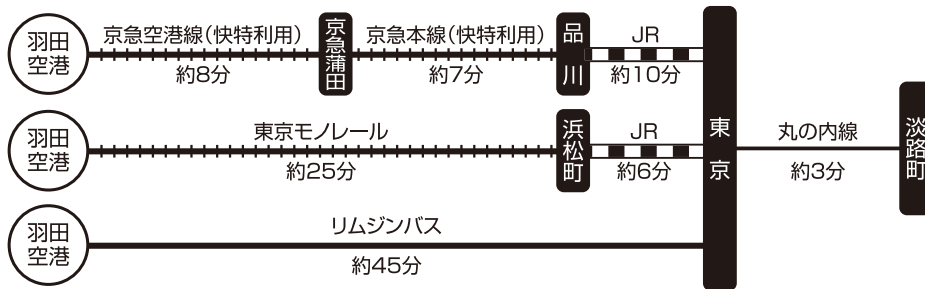 羽田
空港
京急空港線(快特利用)
約8分
京急蒲田
京急本線(快特利用)
約7分
品川
JR
約10分
羽田
空港
東京モノレール
約25分
浜松町
JR
約6分
羽田
空港
リムジンバス
約45分
東京
丸の内線
約3分
淡路町